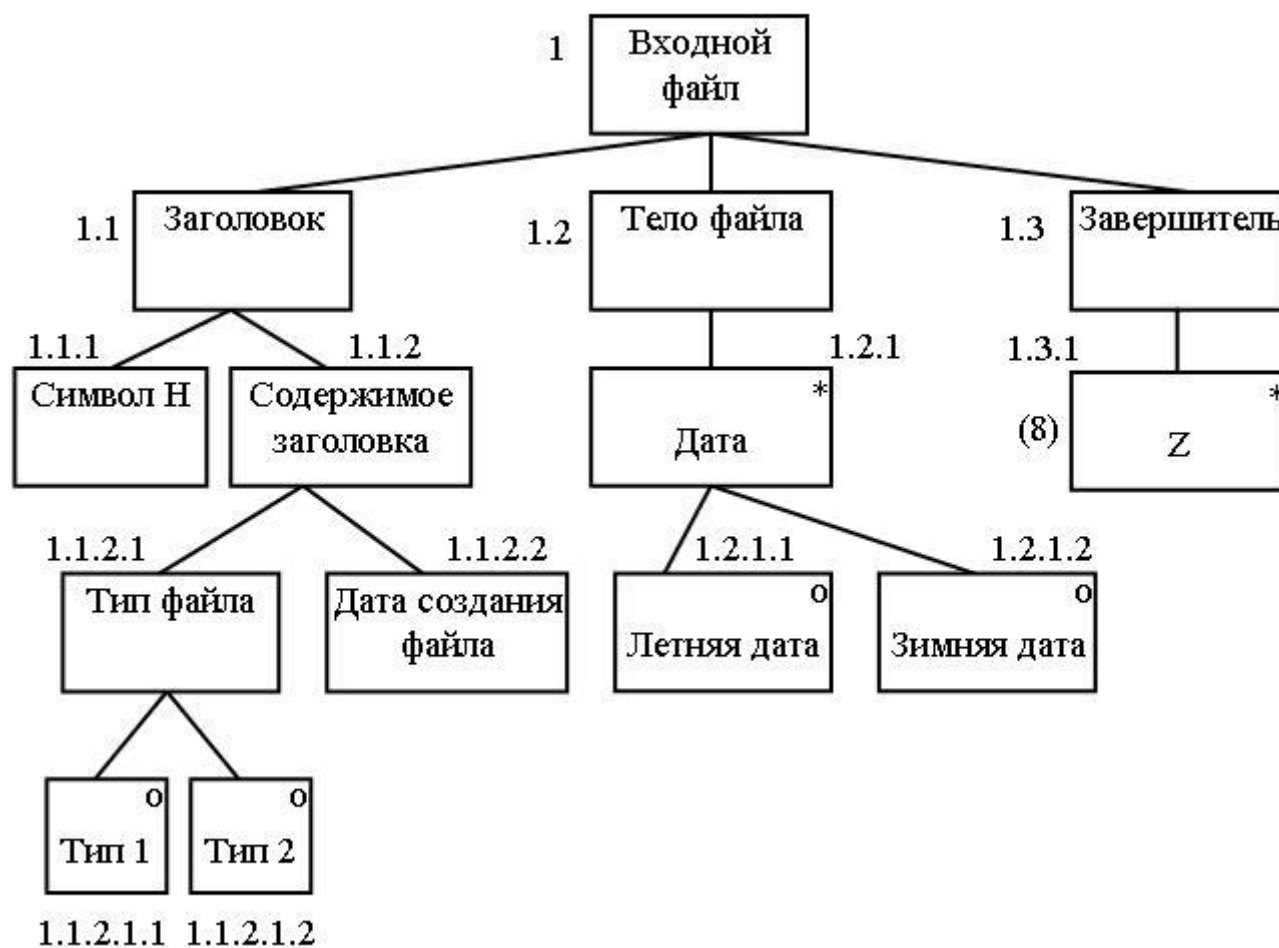 1
Входной
файл
1.1
Заголовок
1.2
Тело файла
1.3
Завершитель
1.1.1
1.1.2
1.2.1
1.3.1
Символ Н
Содержимое
заголовка
*
Дата
(8)
*
Z
1.1.2.1
1.1.2.2
1.2.1.1
1.2.1.2
Тип файла
Дата создания
файла
о
Летняя дата
о
Зимняя дата
о
Тип 1
о
Тип 2
1.1.2.1.1
1.1.2.1.2